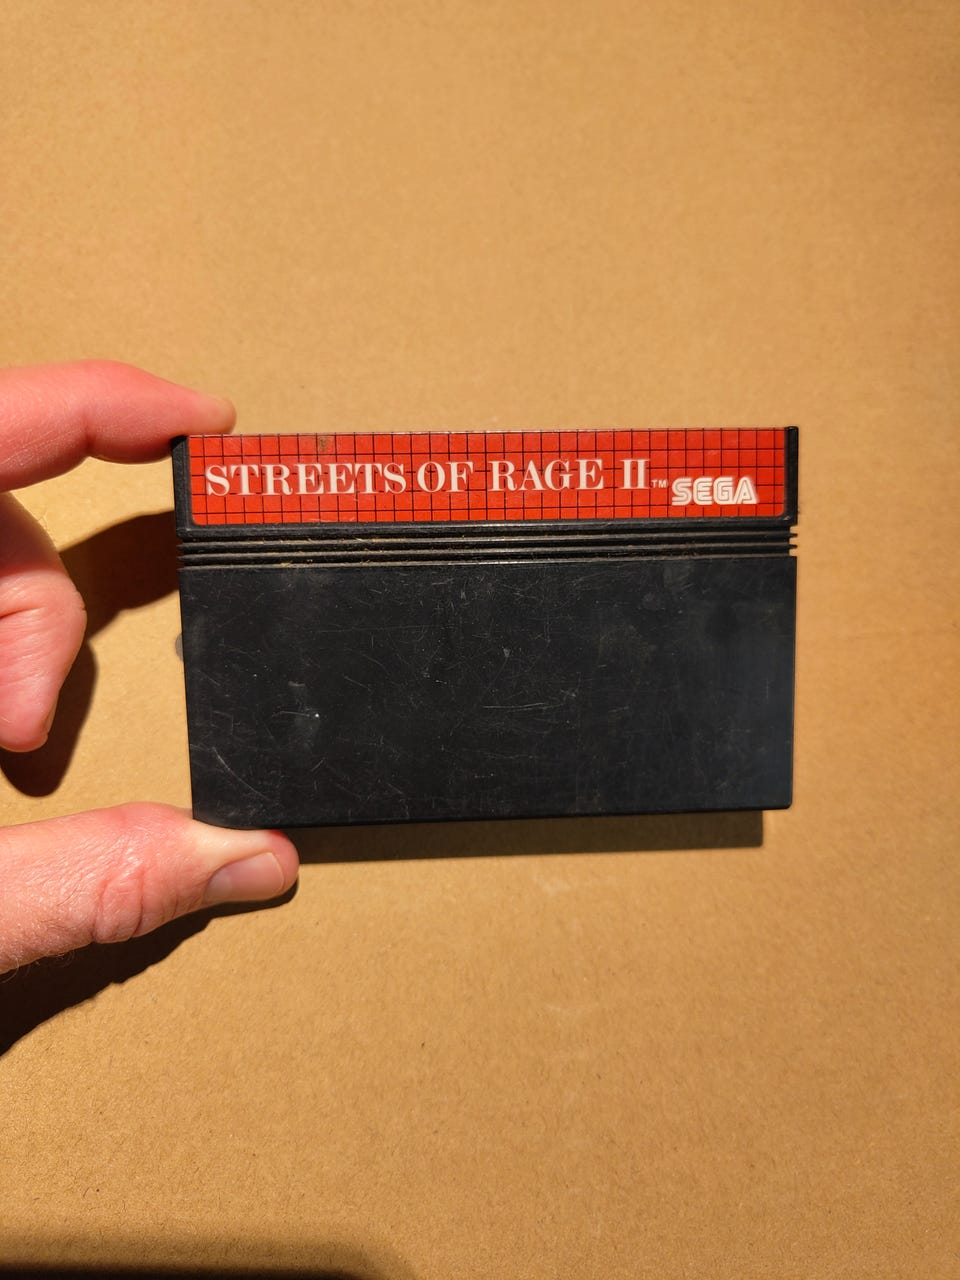 STREETS OF RAGE II™ SEGA